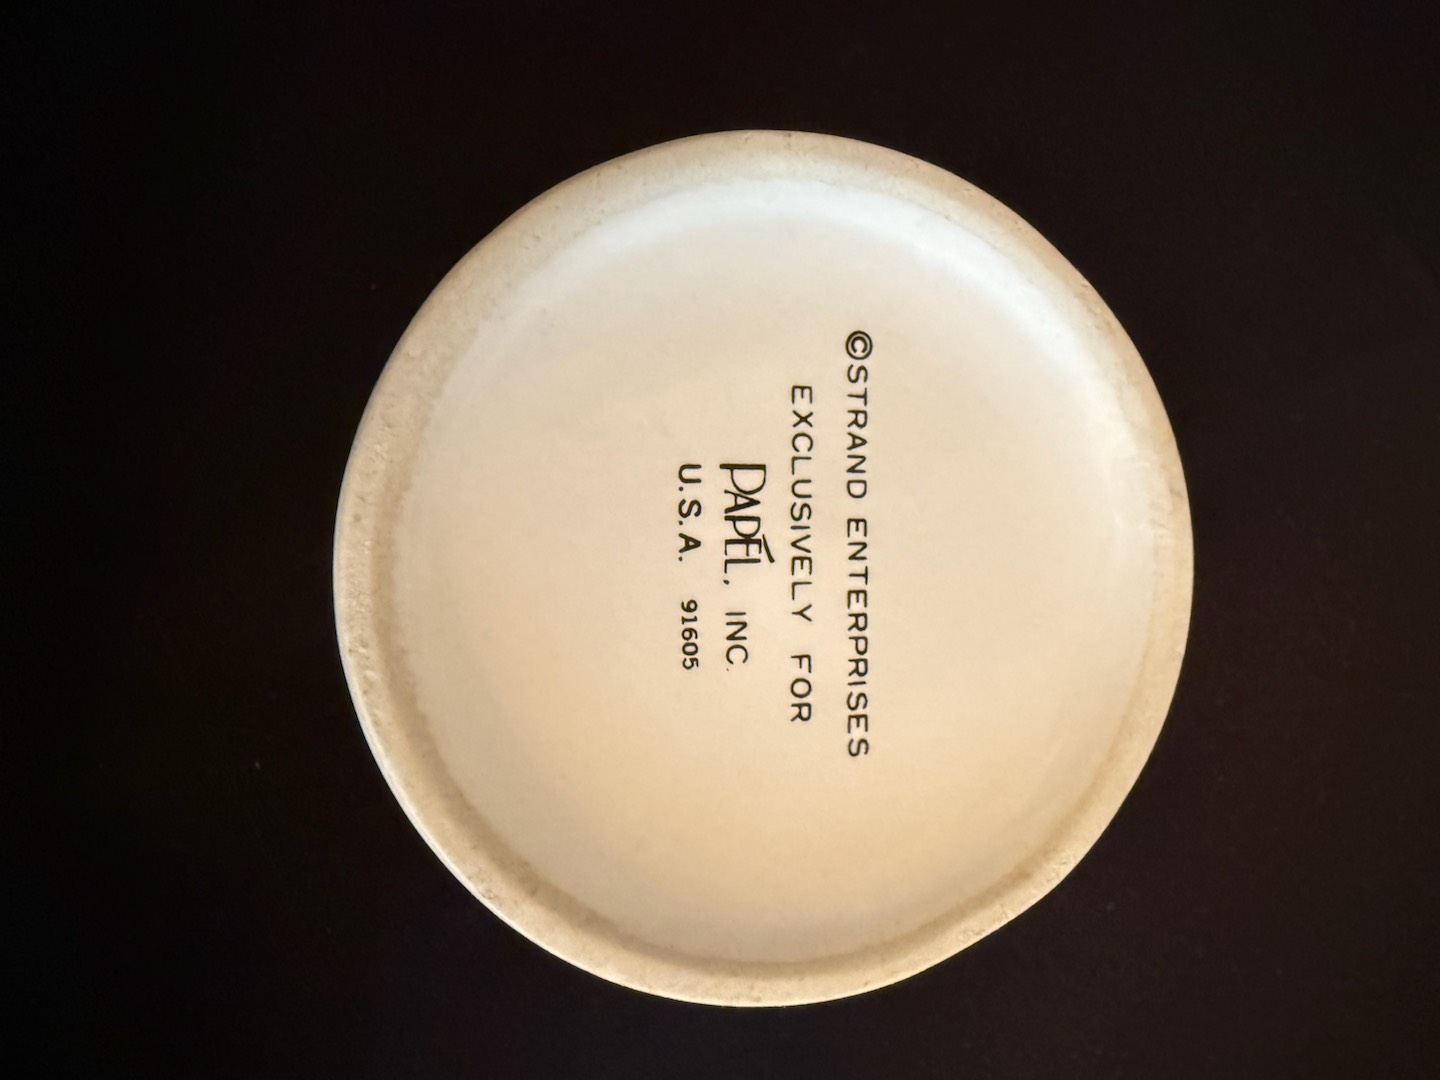 ©STRAND ENTERPRISES
EXCLUSIVELY FOR
PAPÉL, INC.
U.S.A. 91605